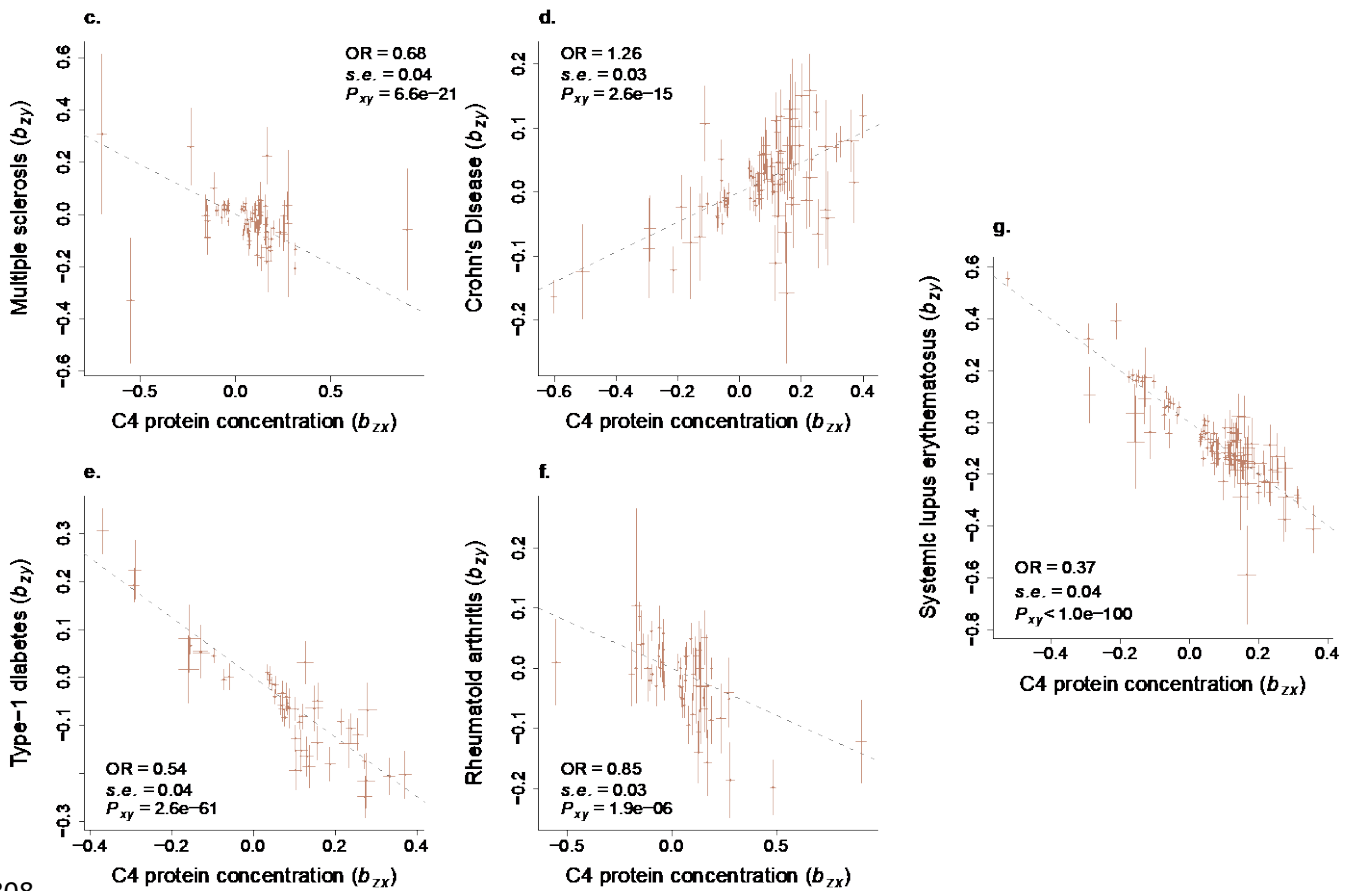 c.
OR = 0.68
s.e. = 0.04
Pxy = 6.6e−21
Multiple sclerosis (bzy)
0.6
0.4
0.2
0.0
−0.2
−0.4
−0.6
−0.5
0.0
0.5
C4 protein concentration (bzx)
d.
OR = 1.26
s.e. = 0.03
Pxy = 2.6e−15
Crohn's Disease (bzy)
0.2
0.1
0.0
−0.1
−0.2
−0.6
−0.4
−0.2
0.0
0.2
0.4
C4 protein concentration (bzx)
e.
OR = 0.54
s.e. = 0.04
Pxy = 2.6e−61
Type-1 diabetes (bzy)
0.3
0.2
0.1
0.0
−0.1
−0.3
−0.4
−0.2
0.0
0.2
0.4
C4 protein concentration (bzx)
f.
OR = 0.85
s.e. = 0.03
Pxy = 1.9e−06
Rheumatoid arthritis (bzy)
0.2
0.1
0.0
−0.1
−0.2
−0.5
0.0
0.5
C4 protein concentration (bzx)
g.
OR = 0.37
s.e. = 0.04
Pxy < 1.0e−100
Systemic lupus erythematosus (bzy)
0.6
0.4
0.2
0.0
−0.2
−0.4
−0.6
−0.8
−0.4
−0.2
0.0
0.2
0.4
C4 protein concentration (bzx)